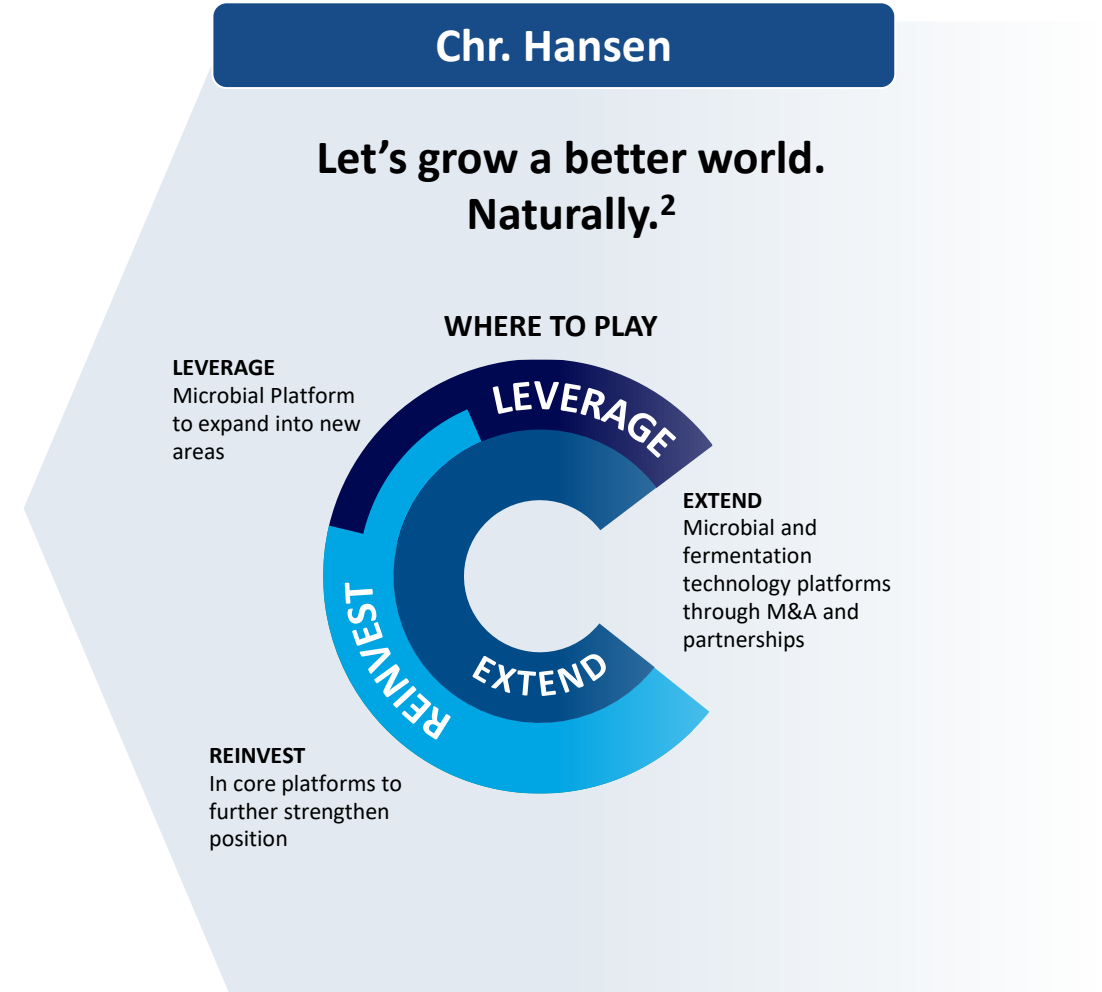 Chr. Hansen
Let’s grow a better world.
Naturally.²
WHERE TO PLAY
LEVERAGE
Microbial Platform
to expand into new
areas
LEVERAGE
EXTEND
Microbial and
fermentation
technology platforms
through M&A and
partnerships
REINVEST
EXTEND
REINVEST
In core platforms to
further strengthen
position